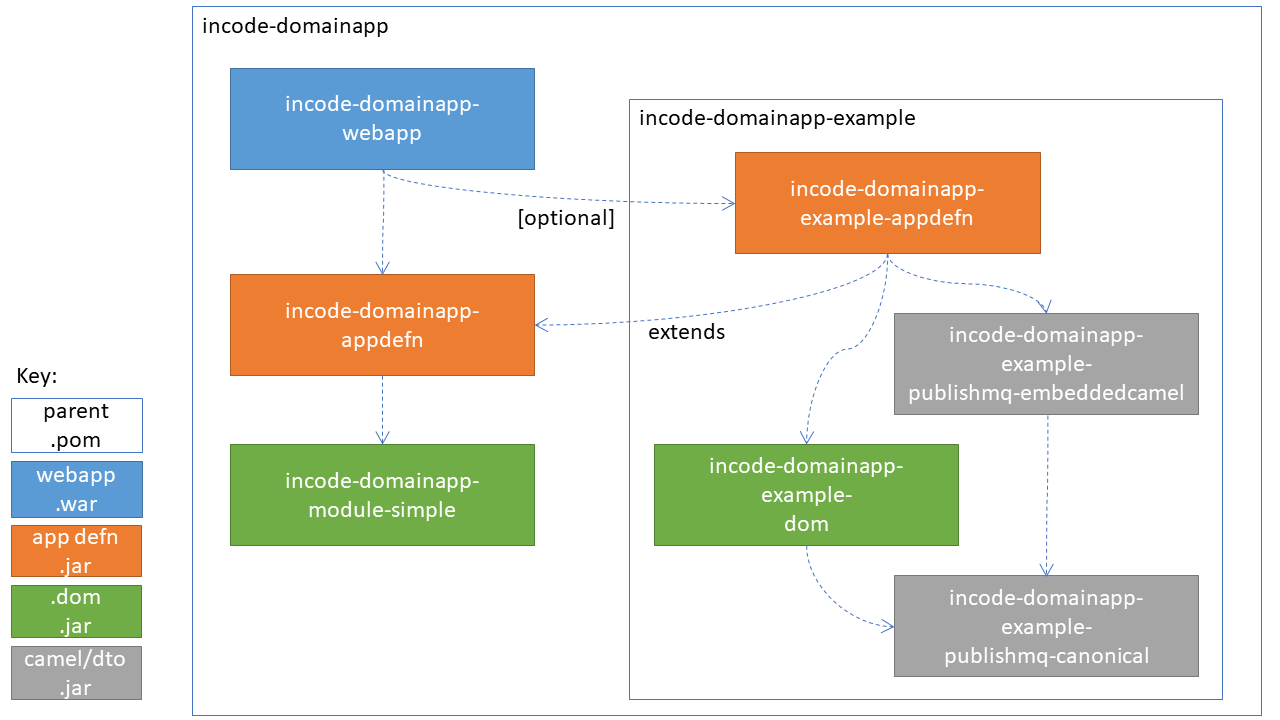 incode-domainapp
incode-domainapp-
webapp
incode-domainapp-example
incode-domainapp-
example-appdefn
[optional]
incode-domainapp-
appdefn
extends
incode-domainapp-
example-
publishmq-embeddedcamel
incode-domainapp-
module-simple
incode-domainapp-
example-
dom
incode-domainapp-
example-
publishmq-canonical
Key:
parent
.pom
webapp
.war
app defn
.jar
.dom
.jar
camel/dto
.jar